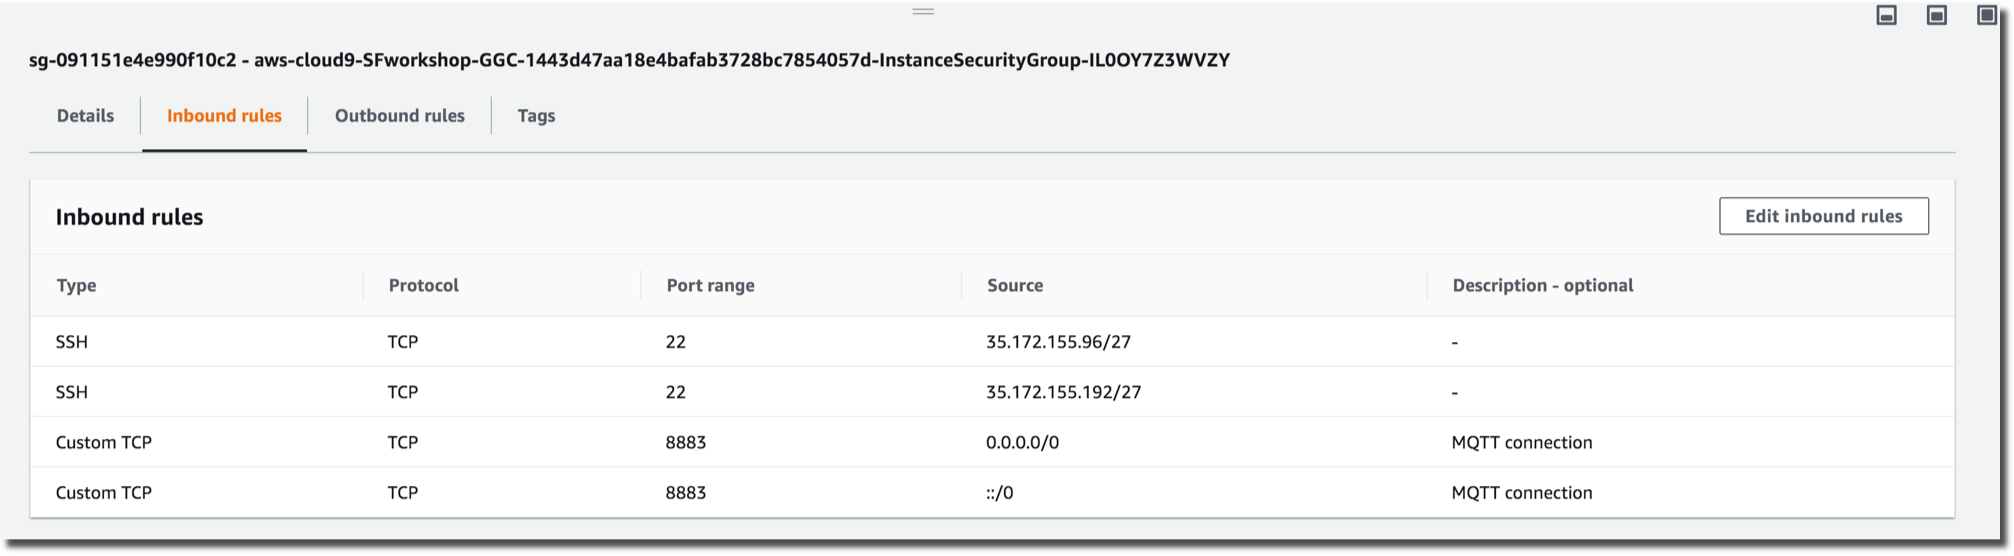 sg-091151e4e990f10c2 - aws-cloud9-SFworkshop-GGC-1443d47aa18e4bafab3728bc7854057d-InstanceSecurityGroup-IL0OY7Z3WVZY
Details Inbound rules Outbound rules Tags
Inbound rules Edit inbound rules
Type Protocol Port range Source Description - optional
SSH TCP 22 35.172.155.96/27 -
SSH TCP 22 35.172.155.192/27 -
Custom TCP TCP 8883 0.0.0.0/0 MQTT connection
Custom TCP TCP 8883 ::/0 MQTT connection